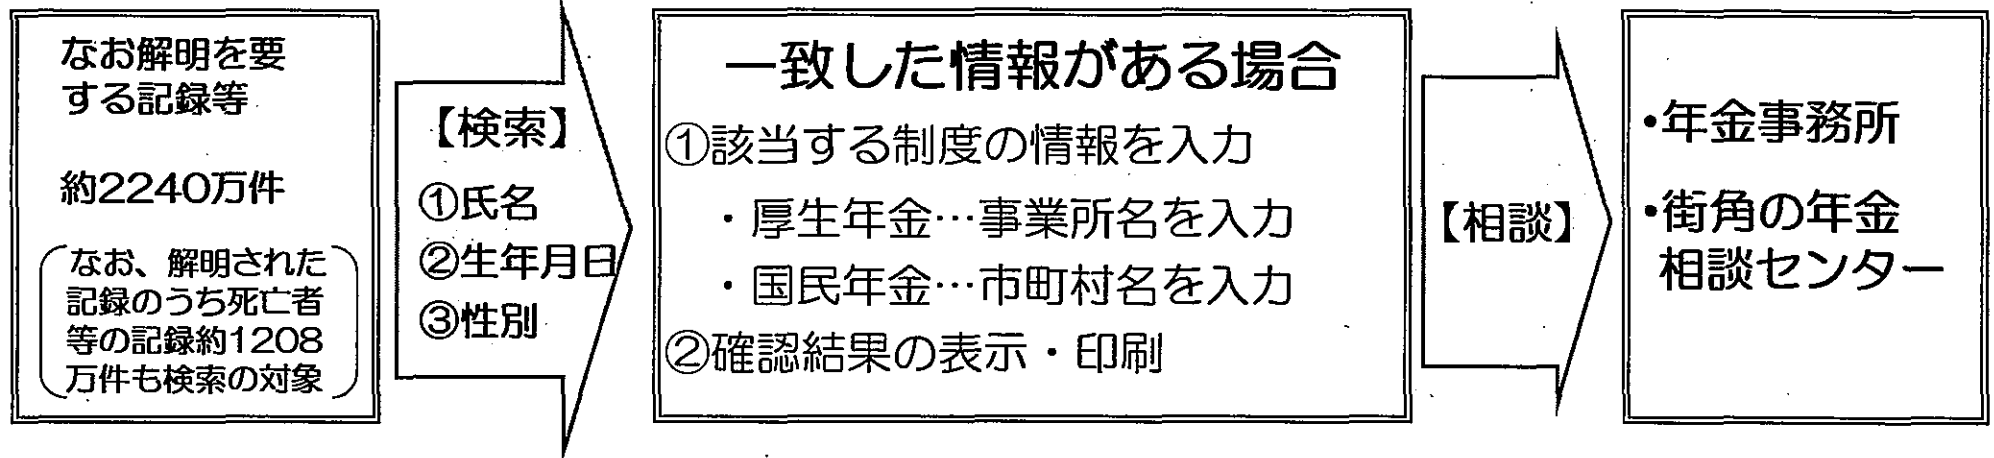 なお解明を要
する記録等
約2240万件
なお、解明された
記録のうち死亡者
等の記録約1208
万件も検索の対象
【検索】
①氏名
②生年月日
③性別
一致した情報がある場合
①該当する制度の情報を入力
・厚生年金…事業所名を入力
・国民年金…市町村名を入力
②確認結果の表示・印刷
【相談】
・年金事務所
・街角の年金
相談センター